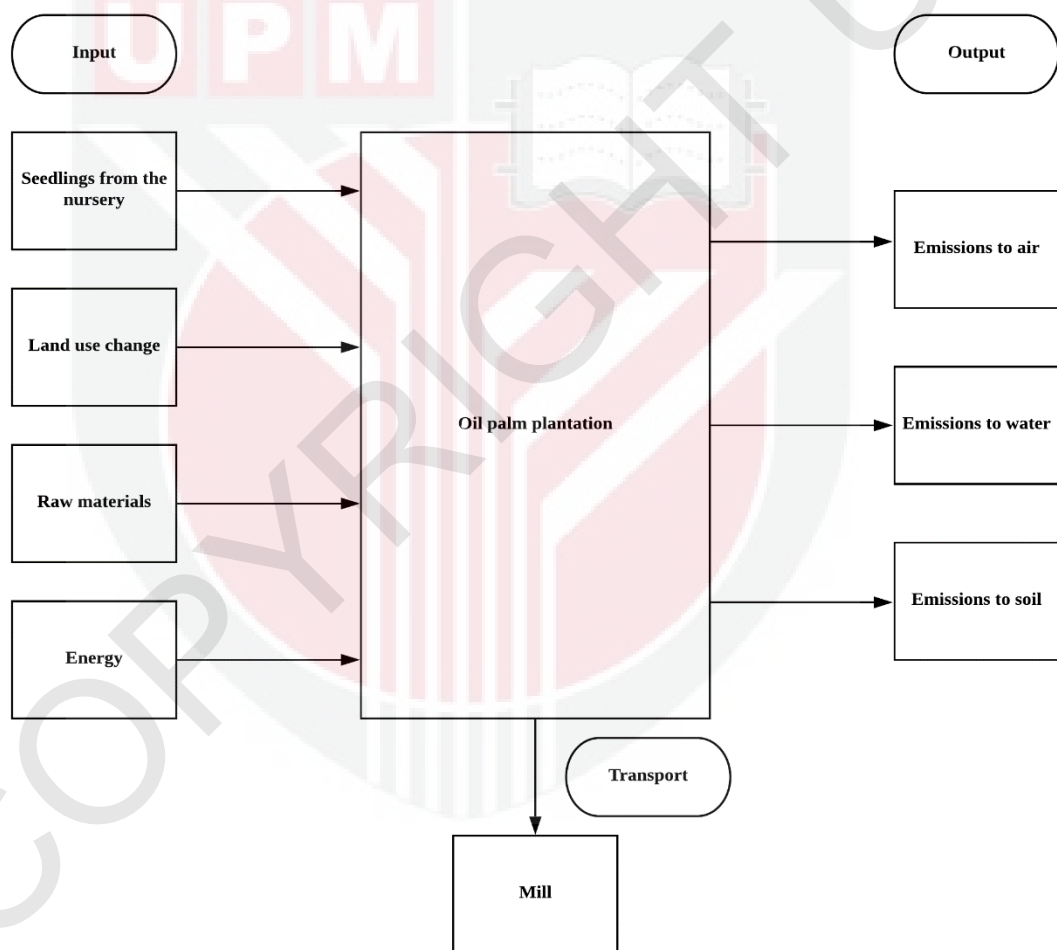 UPM
Input
Output
Seedlings from the
nursery
Emissions to air
Land use change
Oil palm plantation
Emissions to water
Raw materials
Emissions to soil
Energy
Transport
Mill
COPYRIGHT U